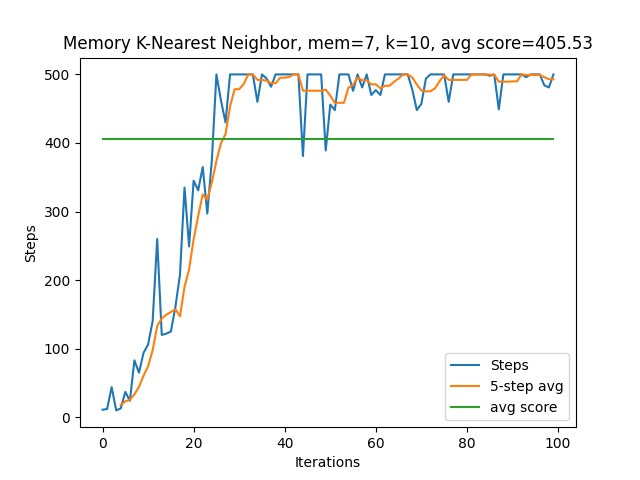 Memory K-Nearest Neighbor, mem=7, k=10, avg score=405.53
500
400
300
200
100
0
Steps
0 20 40 60 80 100
Iterations
Steps
5-step avg
avg score